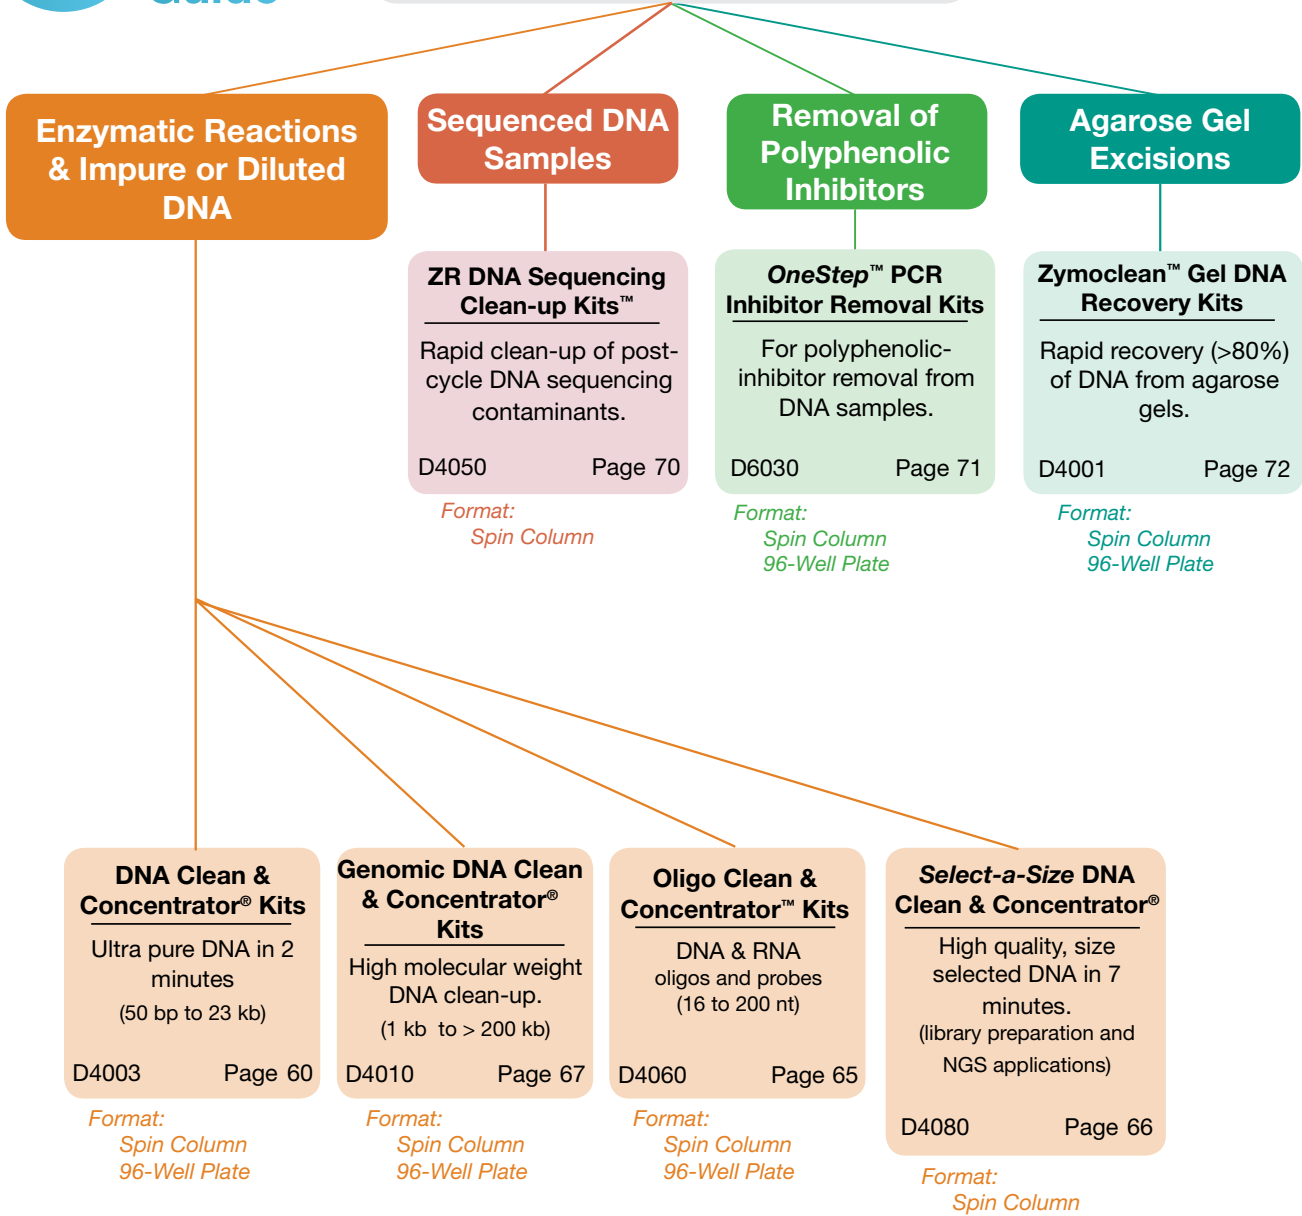 Guide
Enzymatic Reactions
& Impure or Diluted
DNA
Sequenced DNA
Samples
Removal of
Polyphenolic
Inhibitors
Agarose Gel
Excisions
ZR DNA Sequencing
Clean-up Kits™
Rapid clean-up of post-
cycle DNA sequencing
contaminants.
D4050 Page 70
Format:
Spin Column
OneStep™ PCR
Inhibitor Removal Kits
For polyphenolic-
inhibitor removal from
DNA samples.
D6030 Page 71
Format:
Spin Column
96-Well Plate
Zymoclean™ Gel DNA
Recovery Kits
Rapid recovery (>80%)
of DNA from agarose
gels.
D4001 Page 72
Format:
Spin Column
96-Well Plate
DNA Clean &
Concentrator® Kits
Ultra pure DNA in 2
minutes
(50 bp to 23 kb)
D4003 Page 60
Format:
Spin Column
96-Well Plate
Genomic DNA Clean
& Concentrator®
Kits
High molecular weight
DNA clean-up.
(1 kb to > 200 kb)
D4010 Page 67
Format:
Spin Column
96-Well Plate
Oligo Clean &
Concentrator™ Kits
DNA & RNA
oligos and probes
(16 to 200 nt)
D4060 Page 65
Format:
Spin Column
96-Well Plate
Select-a-Size DNA
Clean & Concentrator®
High quality, size
selected DNA in 7
minutes.
(library preparation and
NGS applications)
D4080 Page 66
Format:
Spin Column